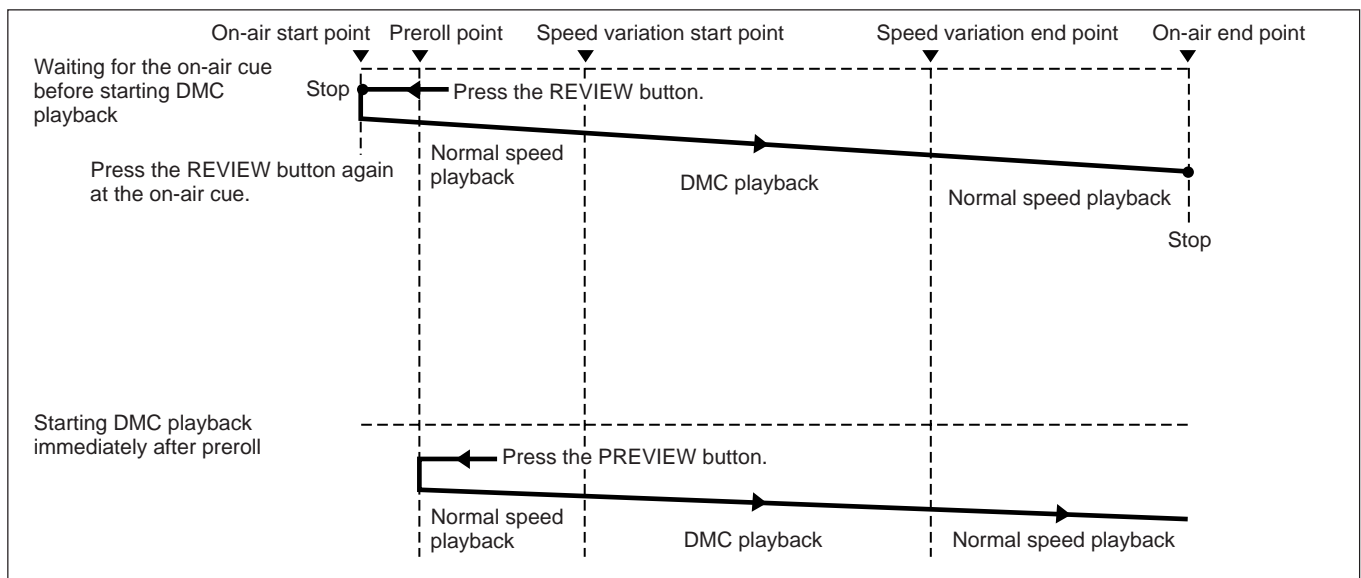 On-air start point
Preroll point
Speed variation start point
Speed variation end point
On-air end point
Waiting for the on-air cue
before starting DMC
playback
Stop
Press the REVIEW button.
Press the REVIEW button again
at the on-air cue.
Normal speed
playback
DMC playback
Normal speed playback
Stop
Starting DMC playback
immediately after preroll
Press the PREVIEW button.
Normal speed
playback
DMC playback
Normal speed playback